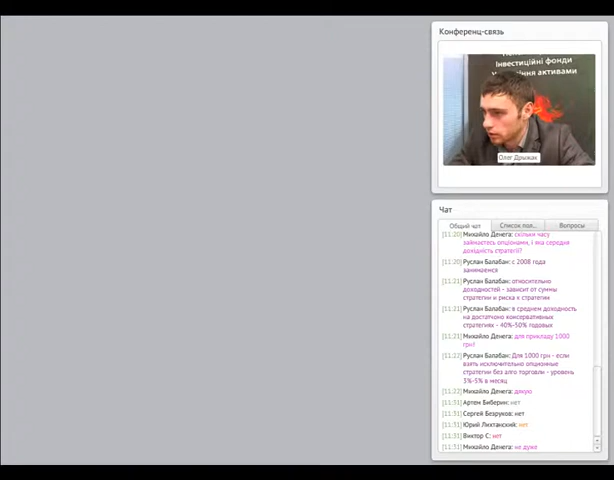 Конференц-связь
інвестиційні фонди
активами
Олег Дрыжак
Чат
Общий чат
Список пол...
Вопросы
[11:20] Михайло Денега: скільки часу
займаєтесь опціонами, і яка середня
дохідність стратегії?
[11:20] Руслан Балабан: с 2008 года
занимаемся
[11:21] Руслан Балабан: относительно
доходностей - зависит от суммы
стратегии и риска к стратегии
[11:21] Руслан Балабан: в среднем доходность
на достаточно консервативных
стратегиях - 40%-50% годовых
[11:21] Михайло Денега: для прикладу 1000
грн?
[11:22] Руслан Балабан: Для 1000 грн - если
взять исключительно опционные
стратегии без алго торговли - уровень
3%-5% в месяц
[11:22] Михайло Денега: дякую
[11:31] Артем Биберин: нет
[11:31] Сергей Безруков: нет
[11:31] Юрий Лихтанский: нет
[11:31] Виктор С: нет
[11:31] Михайло Денега: не дуже